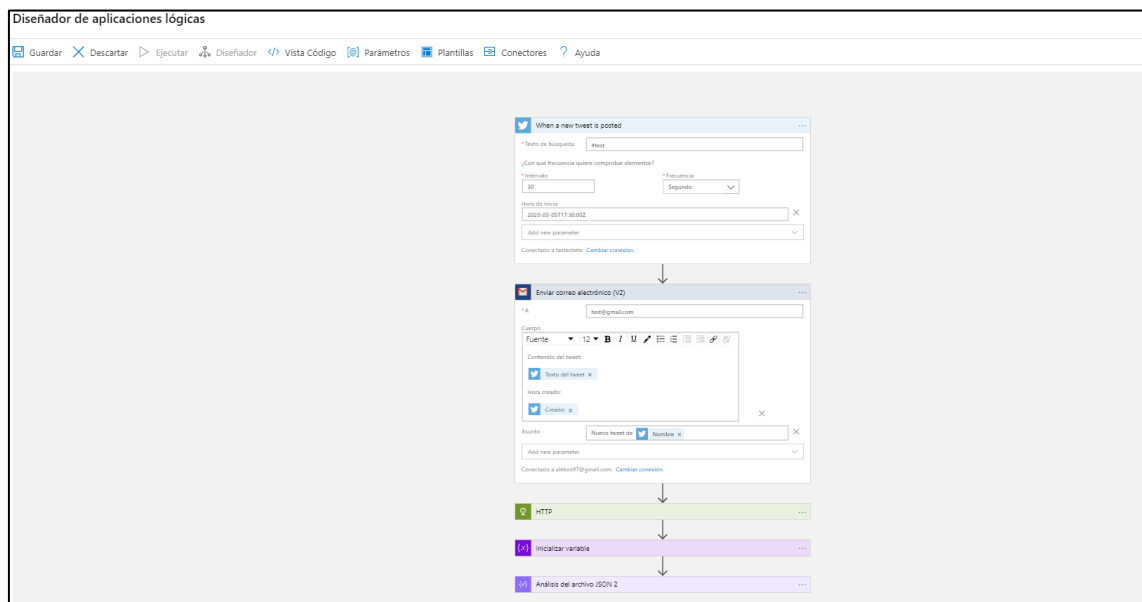 Diseñador de aplicaciones lógicas
Guardar Descartar Ejecutar Diseñador </> Vista Código [@] Parámetros Plantillas Conectores ? Ayuda
When a new tweet is posted ...
*Texto de búsqueda #test
¿Con qué frecuencia quiere comprobar elementos?
*Intervalo *Frecuencia
30 Segundo
Hora de inicio
2020-03-05T17:30:00Z
Add new parameter
Conectado a testestete. Cambiar conexión.
Enviar correo electrónico (V2) ...
*A test@gmail.com
Cuerpo
Fuente 12 B I U
Contenido del tweet:
Texto del tweet x
Hora creado:
Creado x
Asunto Nuevo tweet de Nombre x
Add new parameter
Conectado a alekos97@gmail.com. Cambiar conexión.
HTTP ...
{x} Inicializar variable ...
Análisis del archivo JSON 2 ...